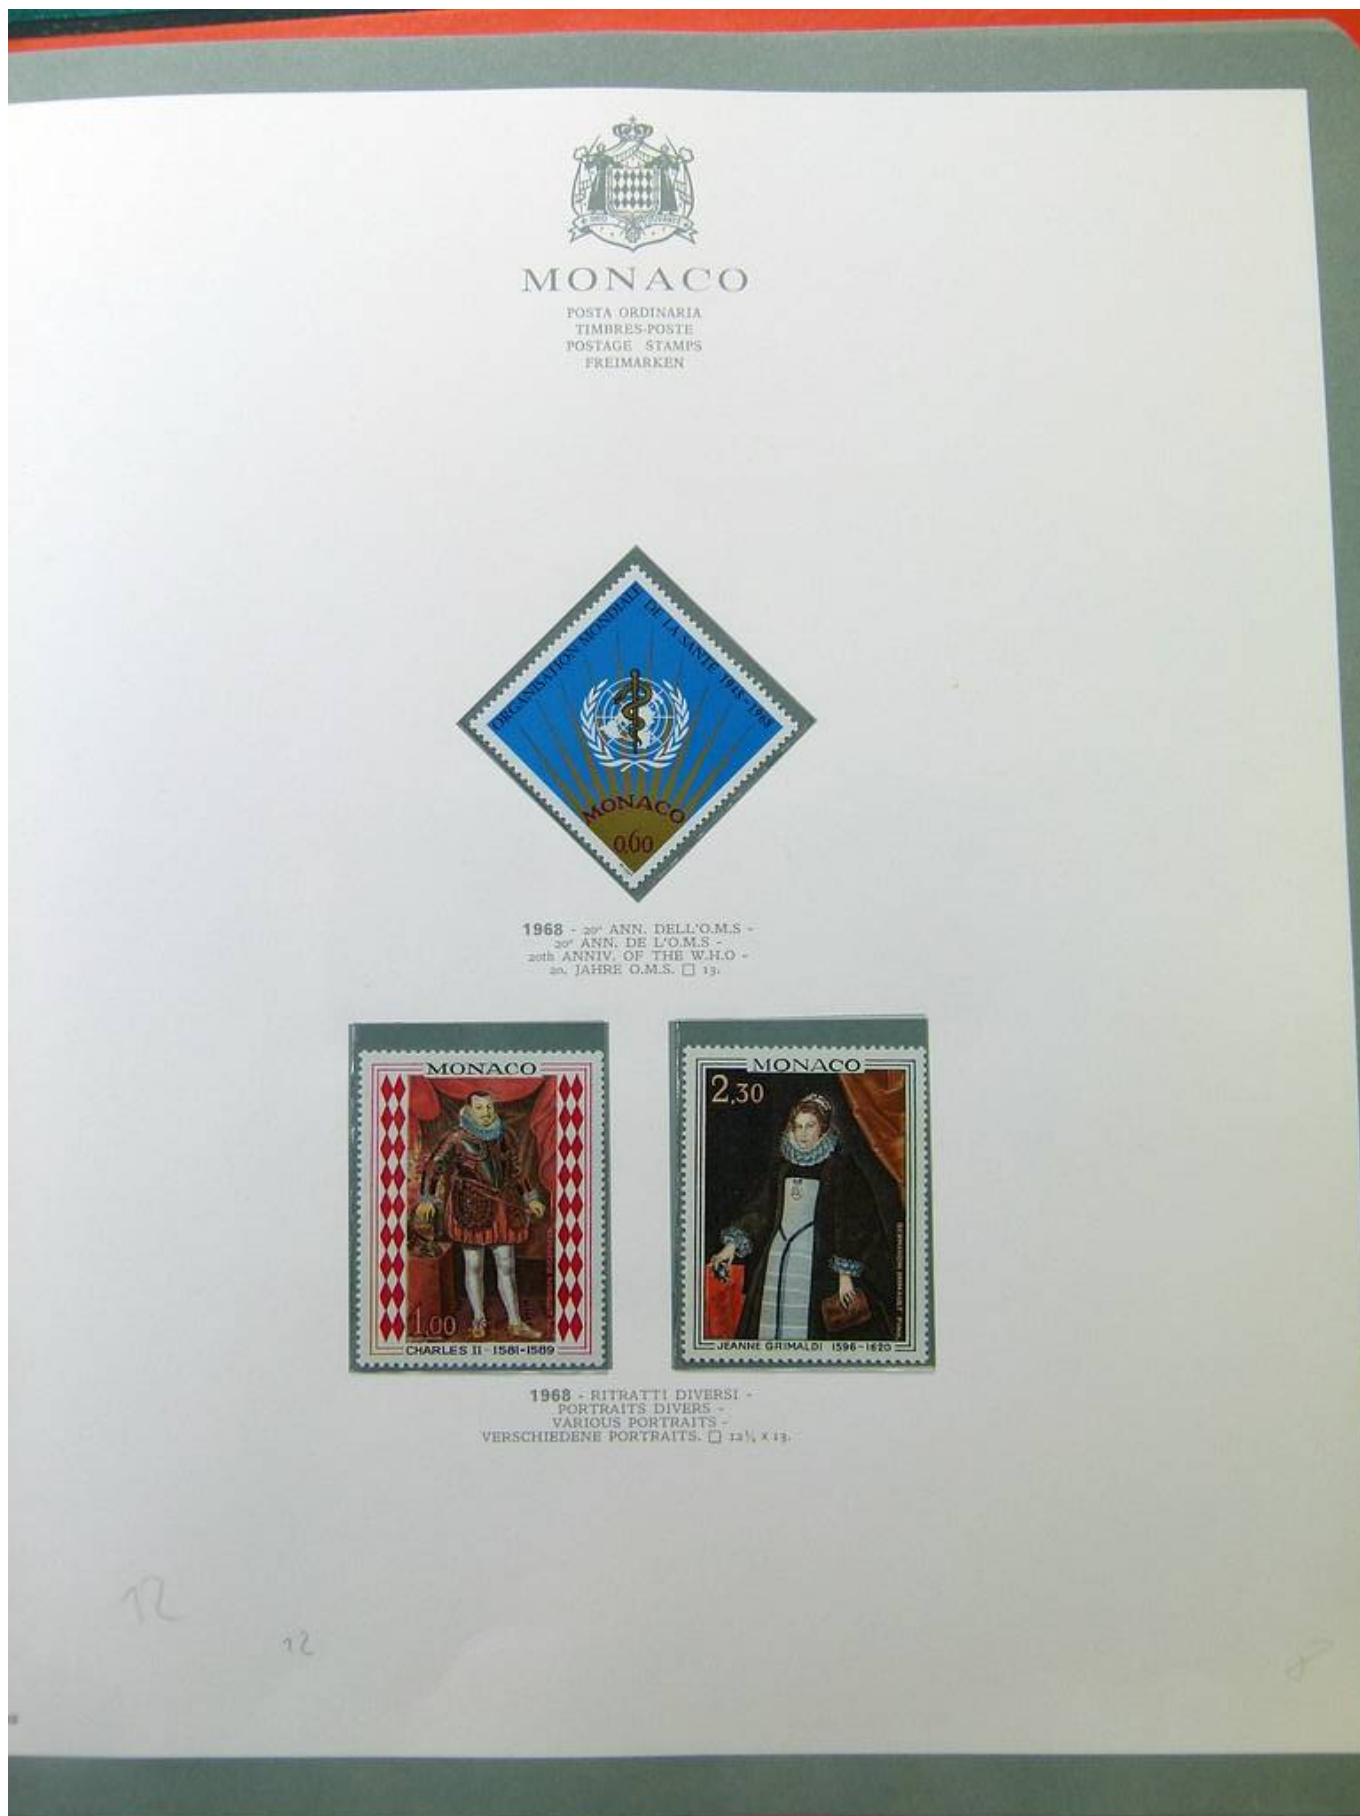 MONACO
POSTA ORDINARIA
TIMBRES-POSTE
POSTAGE STAMPS
FREIMARKEN
ORGANISATION MONDIALE DE LA SANTE 1948-1968
MONACO
0,60
1968 - 20° ANN. DELL'O.M.S -
20e ANN. DE L'O.M.S -
20th ANNIV. OF THE W.H.O -
20. JAHRE O.M.S. □ 13.
MONACO
1,00
CHARLES II - 1581-1589
MONACO
2,30
JEANNE GRIMALDI 1596-1620
1968 - RITRATTI DIVERSI -
PORTRAITS DIVERS -
VARIOUS PORTRAITS -
VERSCHIEDENE PORTRAITS. □ 12¼ x 13.
12
12